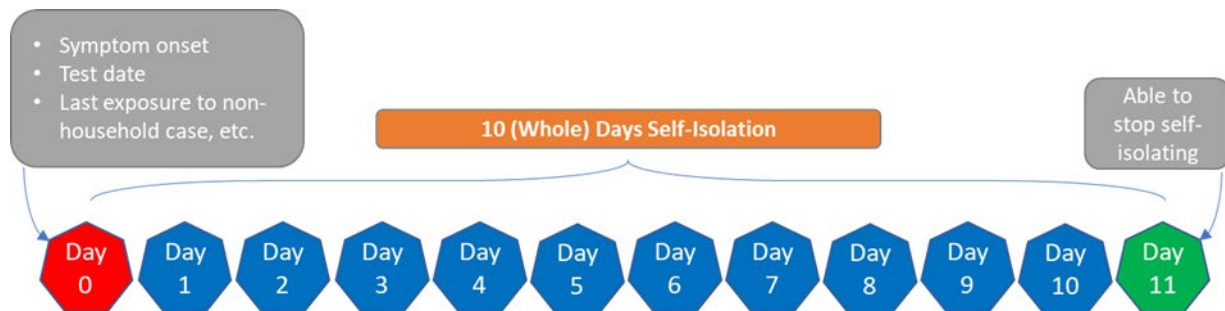 • Symptom onset
• Test date
• Last exposure to non-
household case, etc.
10 (Whole) Days Self-Isolation
Able to
stop self-
isolating
Day
0
Day
1
Day
2
Day
3
Day
4
Day
5
Day
6
Day
7
Day
8
Day
9
Day
10
Day
11